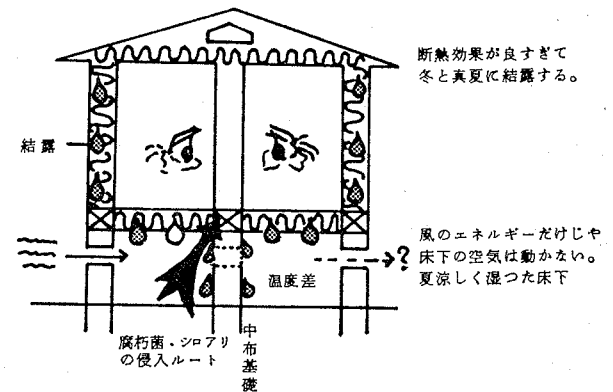 断熱効果が良すぎて
冬と真夏に結露する。
結露
風のエネルギーだけじや
床下の空気は動かない。
夏涼しく湿つた床下
?
温度差
腐朽菌・シロアリ
の侵入ルート
中布基礎